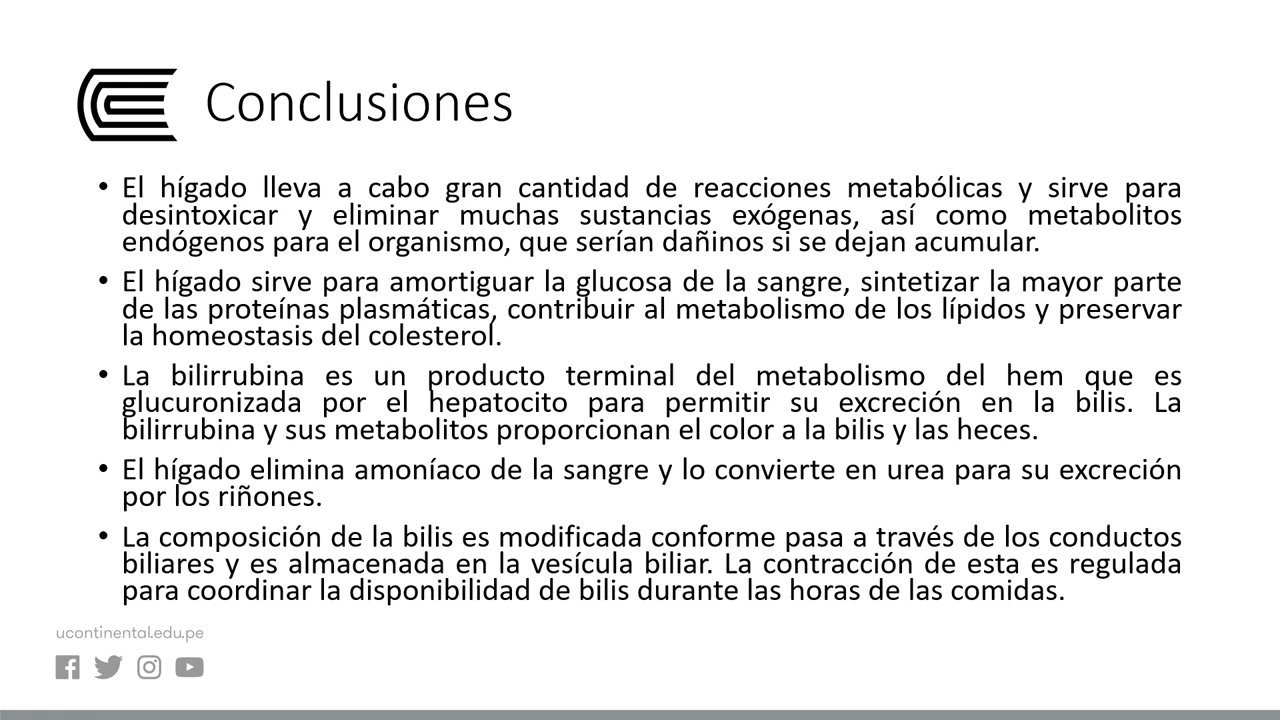 Conclusiones
• El hígado lleva a cabo gran cantidad de reacciones metabólicas y sirve para
desintoxicar y eliminar muchas sustancias exógenas, así como metabolitos
endógenos para el organismo, que serían dañinos si se dejan acumular.
• El hígado sirve para amortiguar la glucosa de la sangre, sintetizar la mayor parte
de las proteínas plasmáticas, contribuir al metabolismo de los lípidos y preservar
la homeostasis del colesterol.
• La bilirrubina es un producto terminal del metabolismo del hem que es
glucuronizada por el hepatocito para permitir su excreción en la bilis. La
bilirrubina y sus metabolitos proporcionan el color a la bilis y las heces.
• El hígado elimina amoníaco de la sangre y lo convierte en urea para su excreción
por los riñones.
• La composición de la bilis es modificada conforme pasa a través de los conductos
biliares y es almacenada en la vesícula biliar. La contracción de esta es regulada
para coordinar la disponibilidad de bilis durante las horas de las comidas.
ucontinental.edu.pe